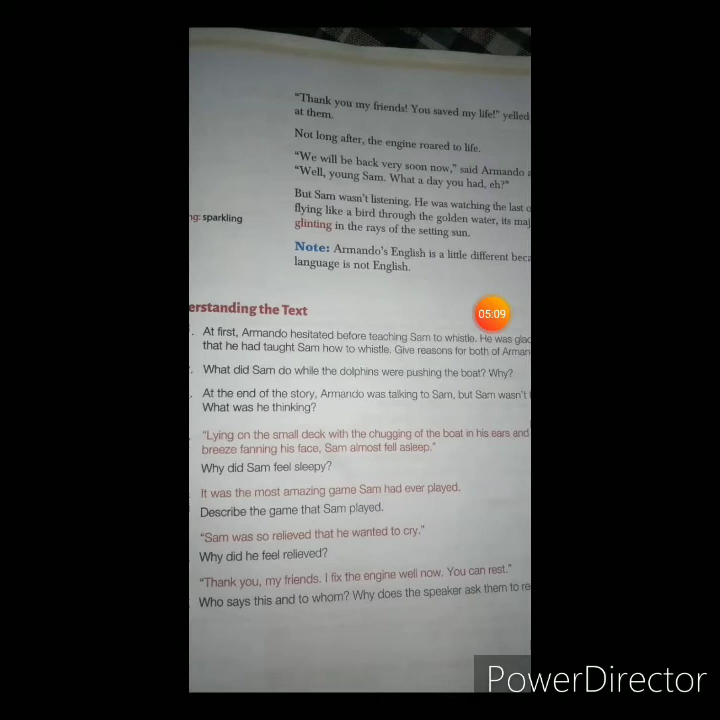 "Thank you my friends! You saved my life!" yelled
at them.
Not long after, the engine roared to life.
"We will be back very soon now," said Armando
"Well, young Sam. What a day you had, eh?"
But Sam wasn't listening. He was watching the last
flying like a bird through the golden water, its
glinting in the rays of the setting sun.
sparkling
Note: Armando's English is a little different
language is not English.
erstanding the Text
05:09
At first, Armando hesitated before teaching Sam to whistle. He was
that he had taught Sam how to whistle. Give reasons for both of
What did Sam do while the dolphins were pushing the boat? Why?
At the end of the story, Armando was talking to Sam, but Sam wasn't
What was he thinking?
"Lying on the small deck with the chugging of the boat in his ears and
breeze fanning his face, Sam almost fell asleep."
Why did Sam feel sleepy?
It was the most amazing game Sam had ever played.
Describe the game that Sam played.
"Sam was so relieved that he wanted to cry."
Why did he feel relieved?
"Thank you, my friends. I fix the engine well now. You can rest."
Who says this and to whom? Why does the speaker ask them to
PowerDirector